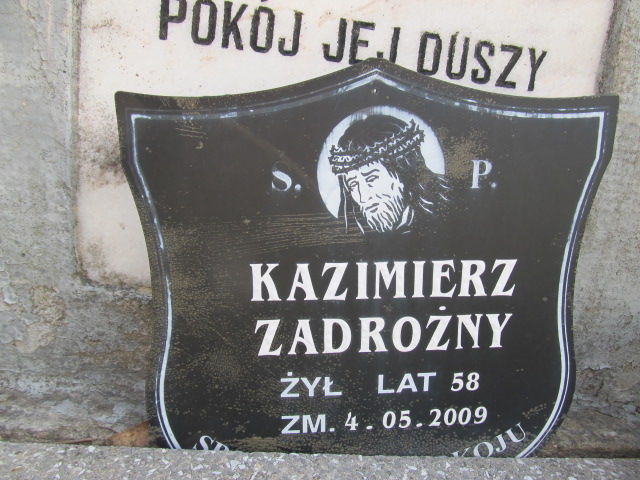 POKÓJ JEJ DUSZY
S. P.
KAZIMIERZ
ZADROŻNY
ŻYŁ LAT 58
ZM. 4.05.2009